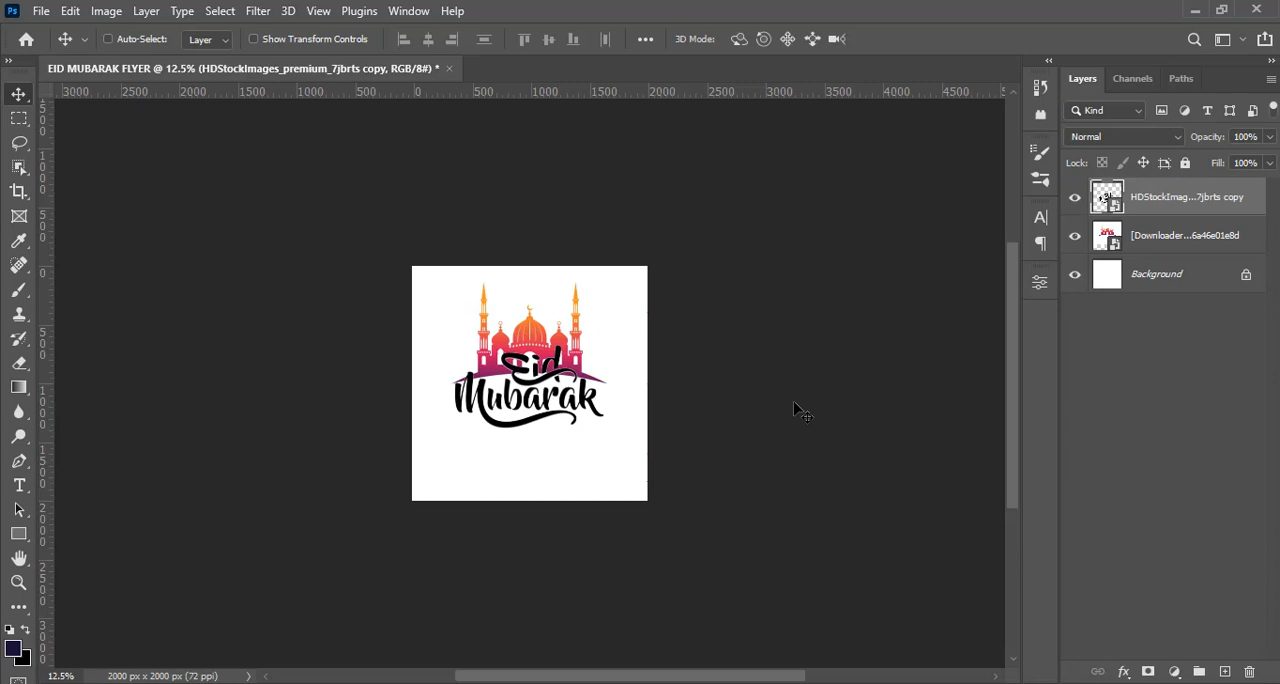 Ps File Edit Image Layer Type Select Filter 3D View Plugins Window Help
Auto-Select: Layer Show Transform Controls 3D Mode:
EID MUBARAK FLYER @ 12.5% (HDStockImages_premium_7jbrts copy, RGB/8#) *
3000 2500 2000 1500 1000 500 0 500 1000 1500 2000 2500 3000 3500 4000 4500
Eid
Mubarak
12.5% 2000 px x 2000 px (72 ppi)
Layers Channels Paths
Kind
Normal Opacity: 100%
Lock: Fill: 100%
HDStockImag...7jbrts copy
[Downloader...6a46e01e8d
Background